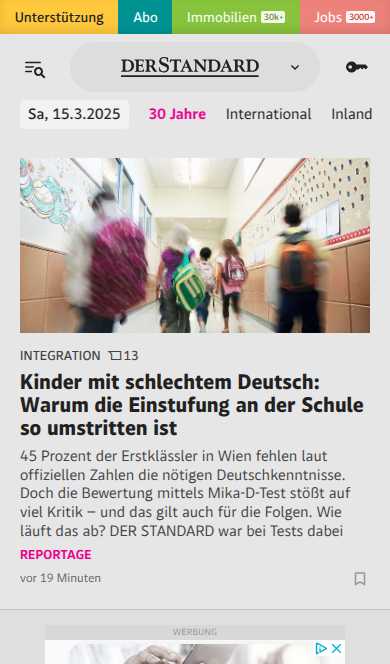 Unterstützung Abo Immobilien 30k+ Jobs 3000+
DERSTANDARD
Sa, 15.3.2025 30 Jahre International Inland
INTEGRATION 13
Kinder mit schlechtem Deutsch:
Warum die Einstufung an der Schule
so umstritten ist
45 Prozent der Erstklässler in Wien fehlen laut
offiziellen Zahlen die nötigen Deutschkenntnisse.
Doch die Bewertung mittels Mika-D-Test stößt auf
viel Kritik – und das gilt auch für die Folgen. Wie
läuft das ab? DER STANDARD war bei Tests dabei
REPORTAGE
vor 19 Minuten
WERBUNG